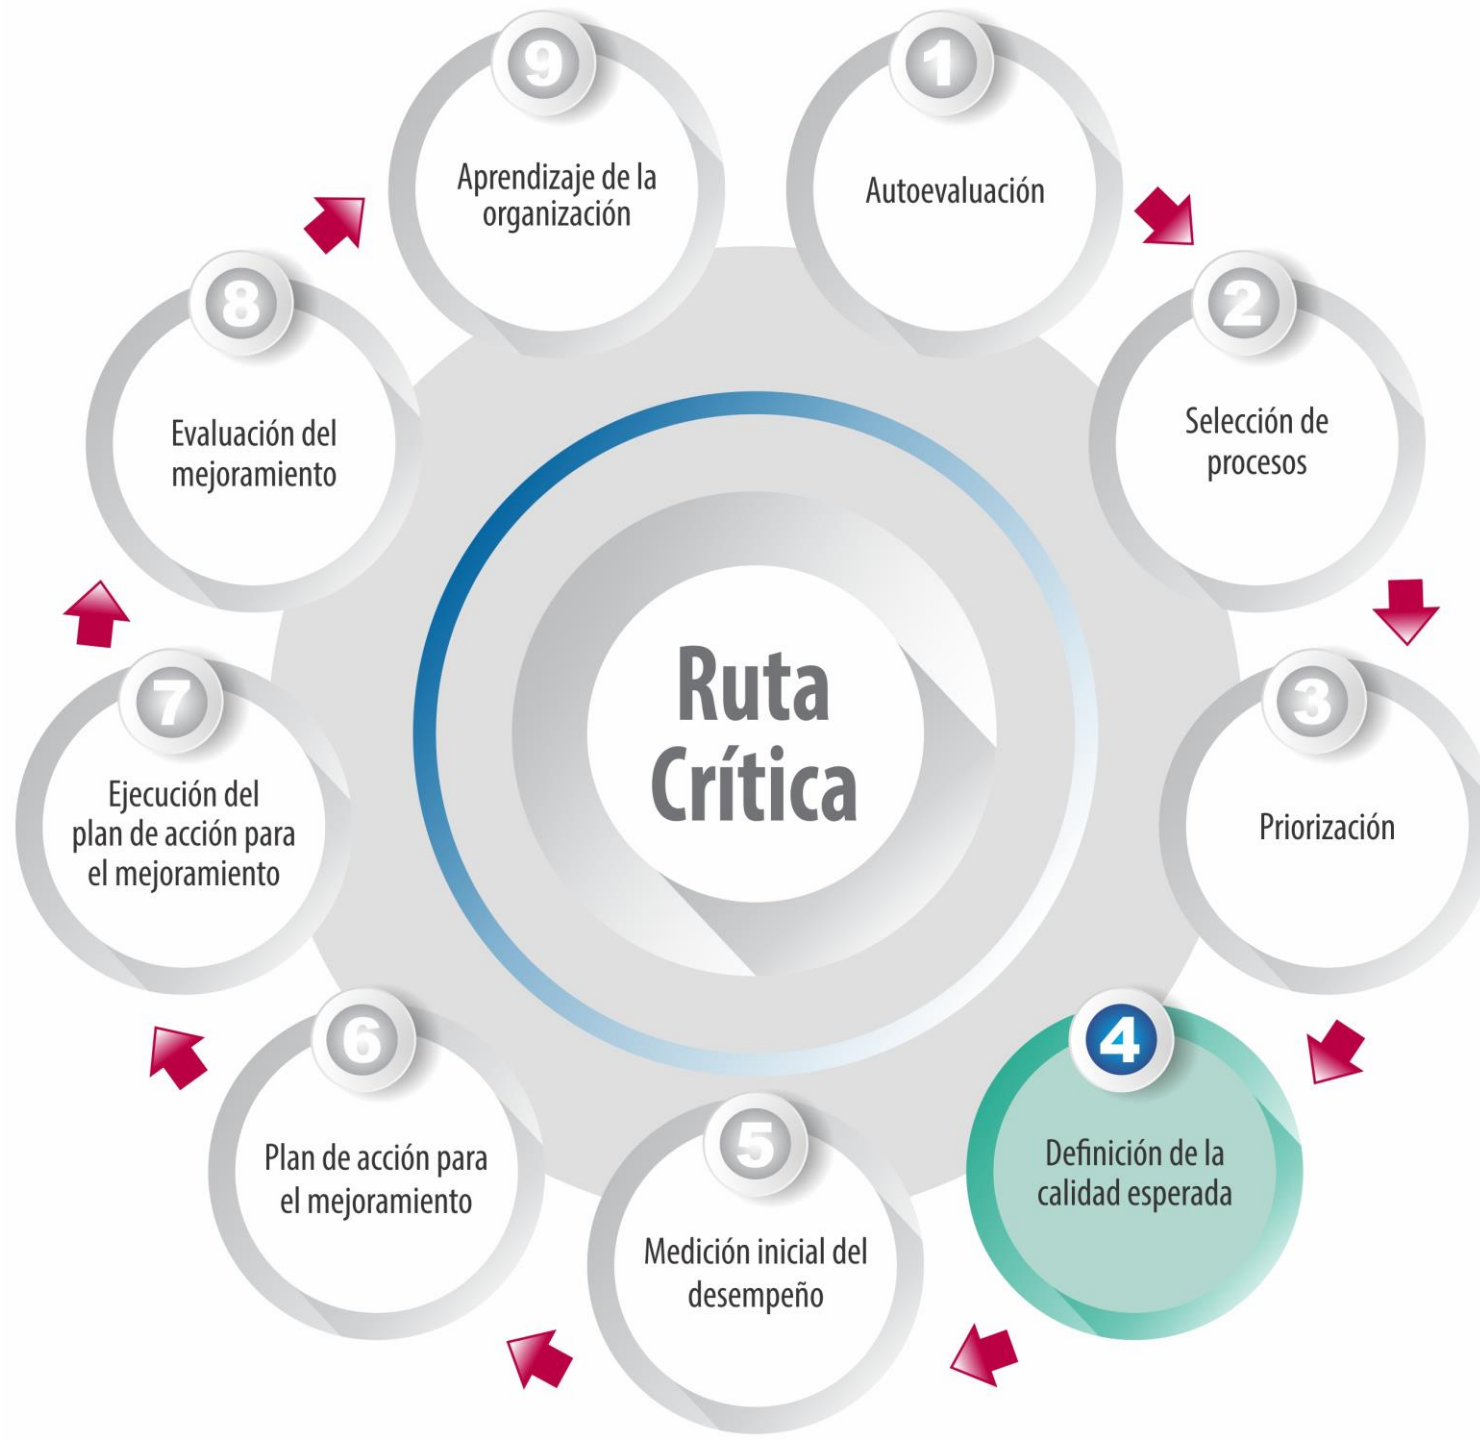 Ruta
Crítica
1
Autoevaluación
2
Selección de
procesos
3
Priorización
4
Definición de la
calidad esperada
5
Medición inicial del
desempeño
6
Plan de acción para
el mejoramiento
7
Ejecución del
plan de acción para
el mejoramiento
8
Evaluación del
mejoramiento
9
Aprendizaje de la
organización